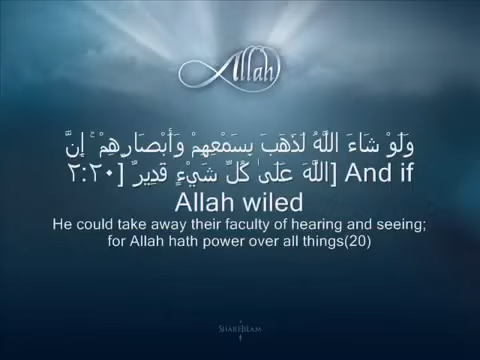 Allah
وَلَوْ شَاءَ اللَّهُ لَذَهَبَ بِسَمْعِهِمْ وَأَبْصَارِهِمْ ۚ إِنَّ
اللَّهَ عَلَىٰ كُلِّ شَيْءٍ قَدِيرٌ [٢:٢٠] And if
Allah wiled
He could take away their faculty of hearing and seeing;
for Allah hath power over all things(20)
SHAREISLAM